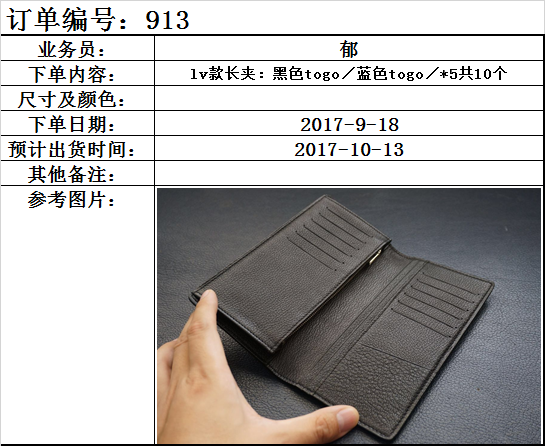 订单编号：913
业务员： 郁
下单内容： lv款长夹：黑色togo／蓝色togo／*5共10个
尺寸及颜色：
下单日期： 2017-9-18
预计出货时间： 2017-10-13
其他备注：
参考图片：